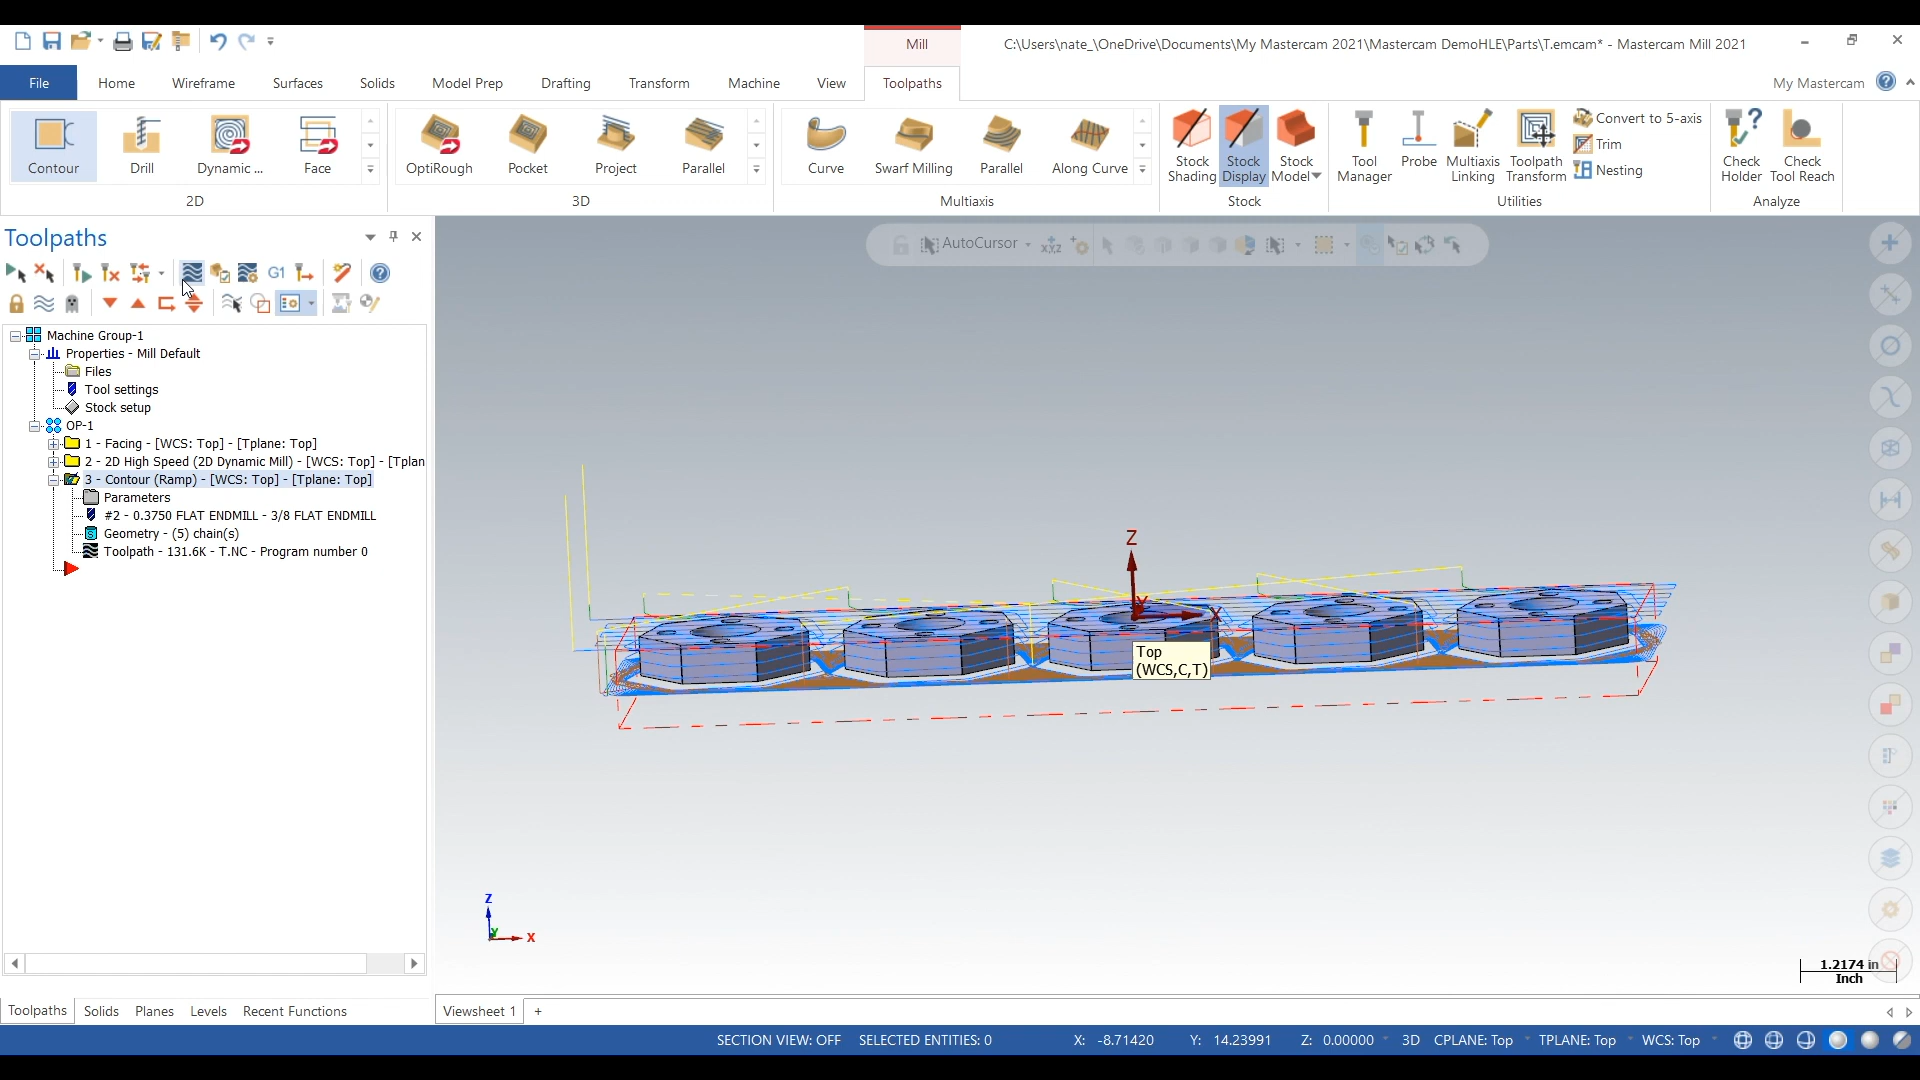 Mill
C:\Users\nate_\OneDrive\Documents\My Mastercam 2021\Mastercam DemoHLE\Parts\T.emcam* - Mastercam Mill 2021
File
Home
Wireframe
Surfaces
Solids
Model Prep
Drafting
Transform
Machine
View
Toolpaths
My Mastercam
Contour
Drill
Dynamic ...
Face
OptiRough
Pocket
Project
Parallel
Curve
Swarf Milling
Parallel
Along Curve
Stock
Shading
Stock
Display
Stock
Model
Tool
Manager
Probe
Multiaxis
Linking
Toolpath
Transform
Convert to 5-axis
Trim
Nesting
Check
Holder
Check
Tool Reach
2D
3D
Multiaxis
Stock
Utilities
Analyze
Toolpaths
AutoCursor
G1
Machine Group-1
Properties - Mill Default
Files
Tool settings
Stock setup
OP-1
1 - Facing - [WCS: Top] - [Tplane: Top]
2 - 2D High Speed (2D Dynamic Mill) - [WCS: Top] - [Tplan
3 - Contour (Ramp) - [WCS: Top] - [Tplane: Top]
Parameters
#2 - 0.3750 FLAT ENDMILL - 3/8 FLAT ENDMILL
Geometry - (5) chain(s)
Toolpath - 131.6K - T.NC - Program number 0
Z
Y
X
Top
(WCS,C,T)
Z
Y
X
1.2174 in
Inch
Toolpaths
Solids
Planes
Levels
Recent Functions
Viewsheet 1
+
SECTION VIEW: OFF
SELECTED ENTITIES: 0
X: -8.71420
Y: 14.23991
Z: 0.00000
3D
CPLANE: Top
TPLANE: Top
WCS: Top